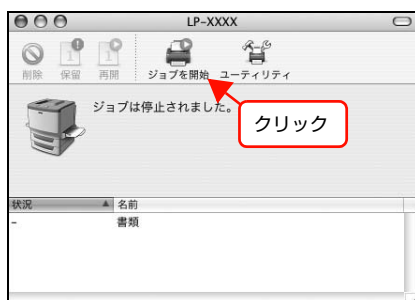 LP-XXXX
削除 保留 再開 ジョブを開始 ユーティリティ
ジョブは停止されました。
クリック
状況 名前
- 書類